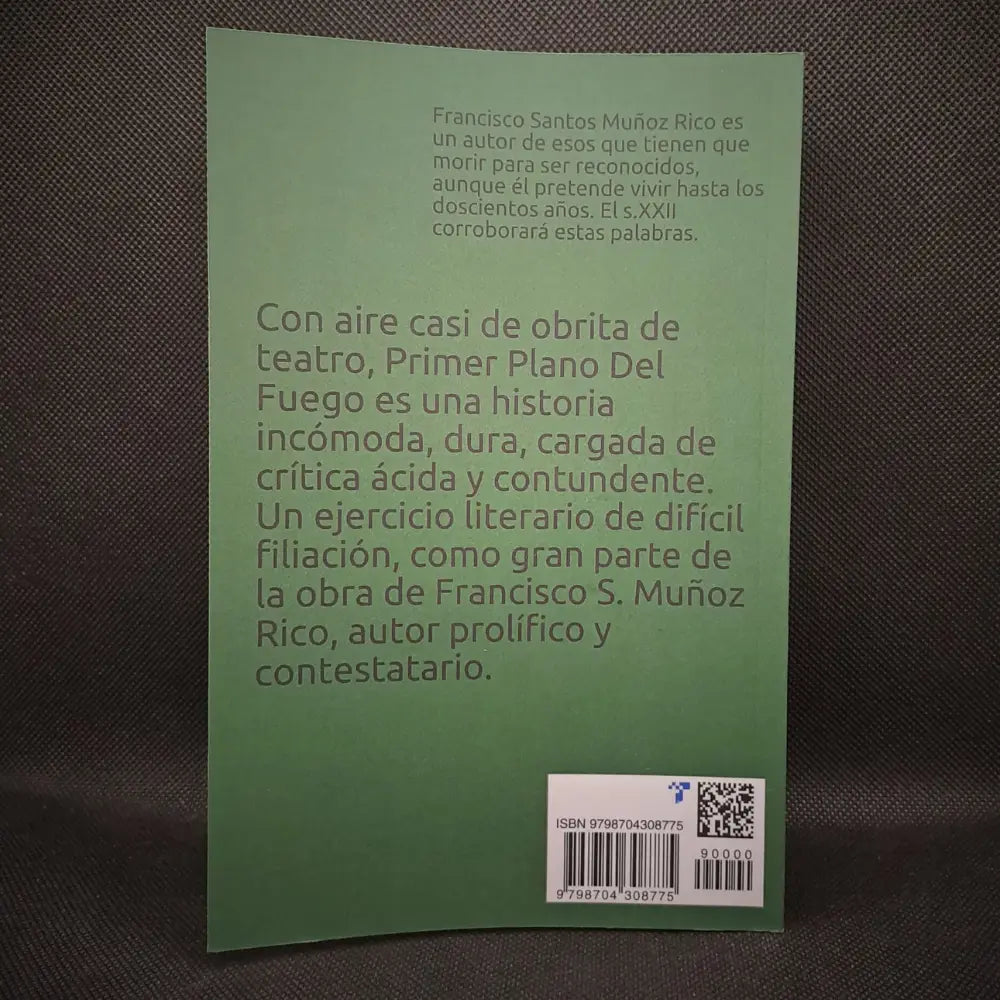 Francisco Santos Muñoz Rico es
un autor de esos que tienen que
morir para ser reconocidos,
aunque él pretende vivir hasta los
doscientos años. El s.XXII
corroborará estas palabras.
Con aire casi de obrita de
teatro, Primer Plano Del
Fuego es una historia
incómoda, dura, cargada de
crítica ácida y contundente.
Un ejercicio literario de difícil
filiación, como gran parte de
la obra de Francisco S. Muñoz
Rico, autor prolífico y
contestatario.
ISBN 9798704308775
90000
9 798704 308775